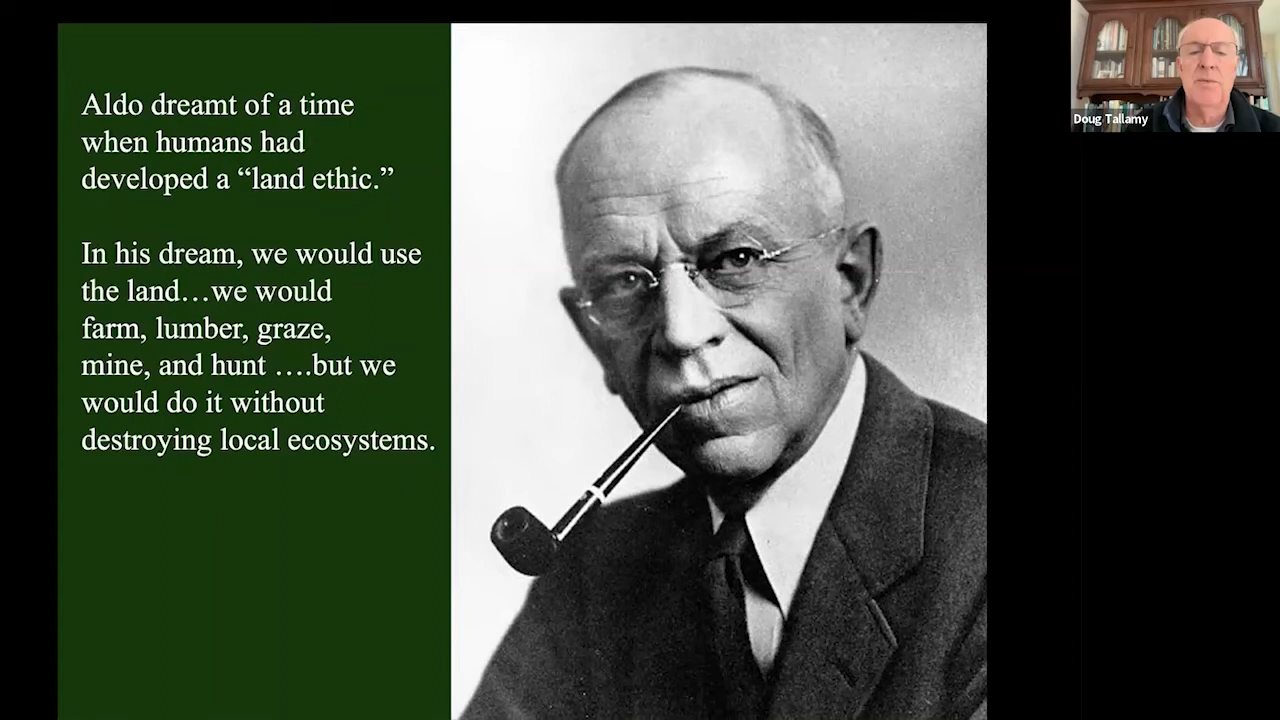 Aldo dreamt of a time
when humans had
developed a “land ethic.”
In his dream, we would use
the land…we would
farm, lumber, graze,
mine, and hunt ….but we
would do it without
destroying local ecosystems.
Doug Tallamy